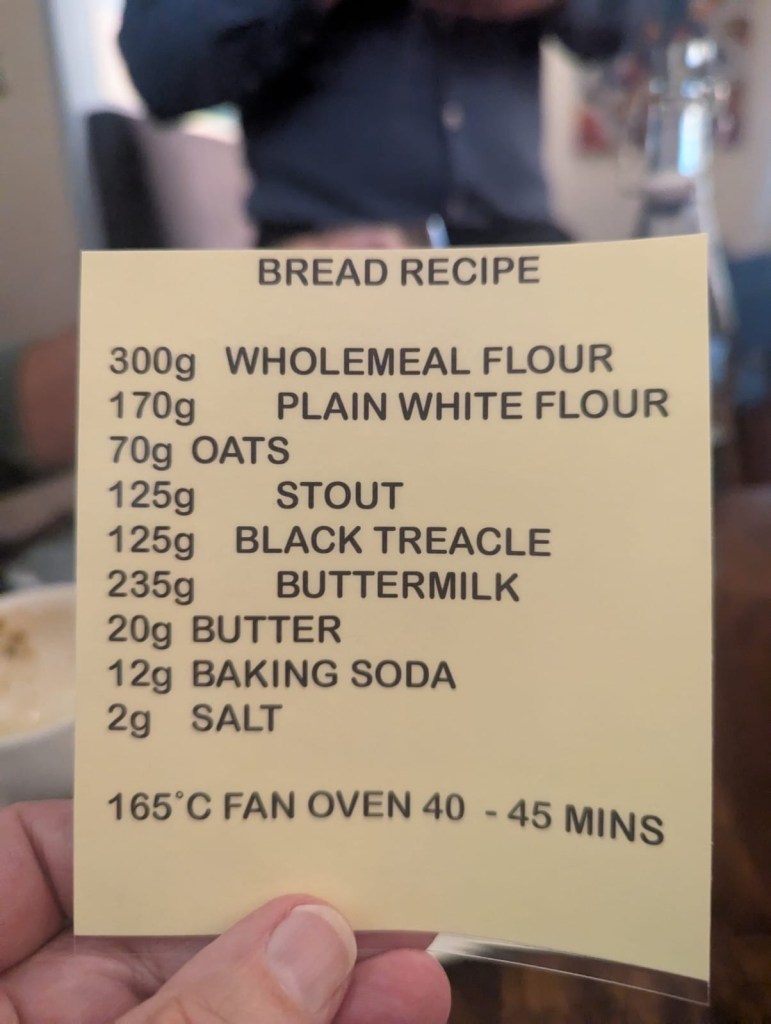 BREAD RECIPE
300g WHOLEMEAL FLOUR
170g PLAIN WHITE FLOUR
70g OATS
125g STOUT
125g BLACK TREACLE
235g BUTTERMILK
20g BUTTER
12g BAKING SODA
2g SALT
165°C FAN OVEN 40 - 45 MINS